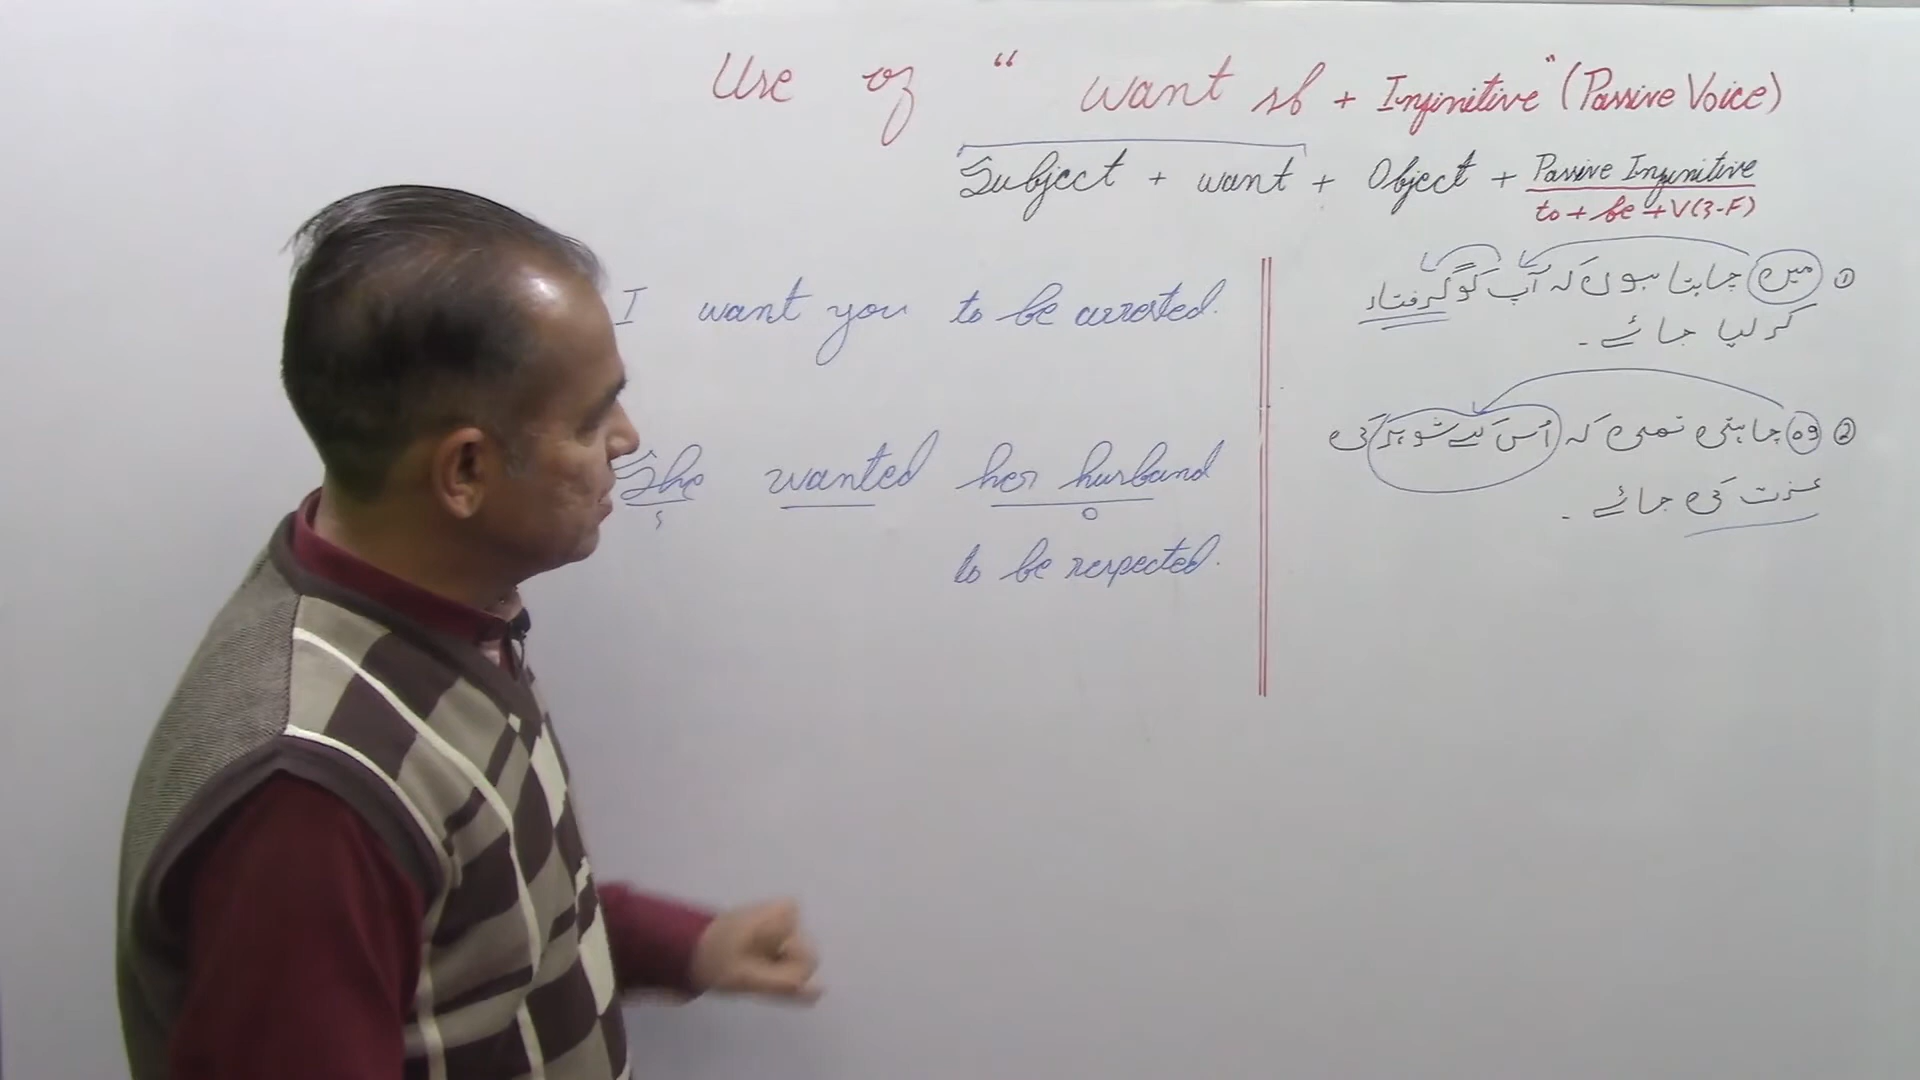 Use of "want sb + Infinitive" (Passive Voice)
Subject + want + Object + Passive Infinitive
to + be + V(3-F)
I want you to be arrested.
She wanted her husband
S O
to be respected.
① میں چاہتا ہوں کہ آپ کو گرفتار
کر لیا جائے۔
② وہ چاہتی تھی کہ اُس کے شوہر کی
عزت کی جائے۔